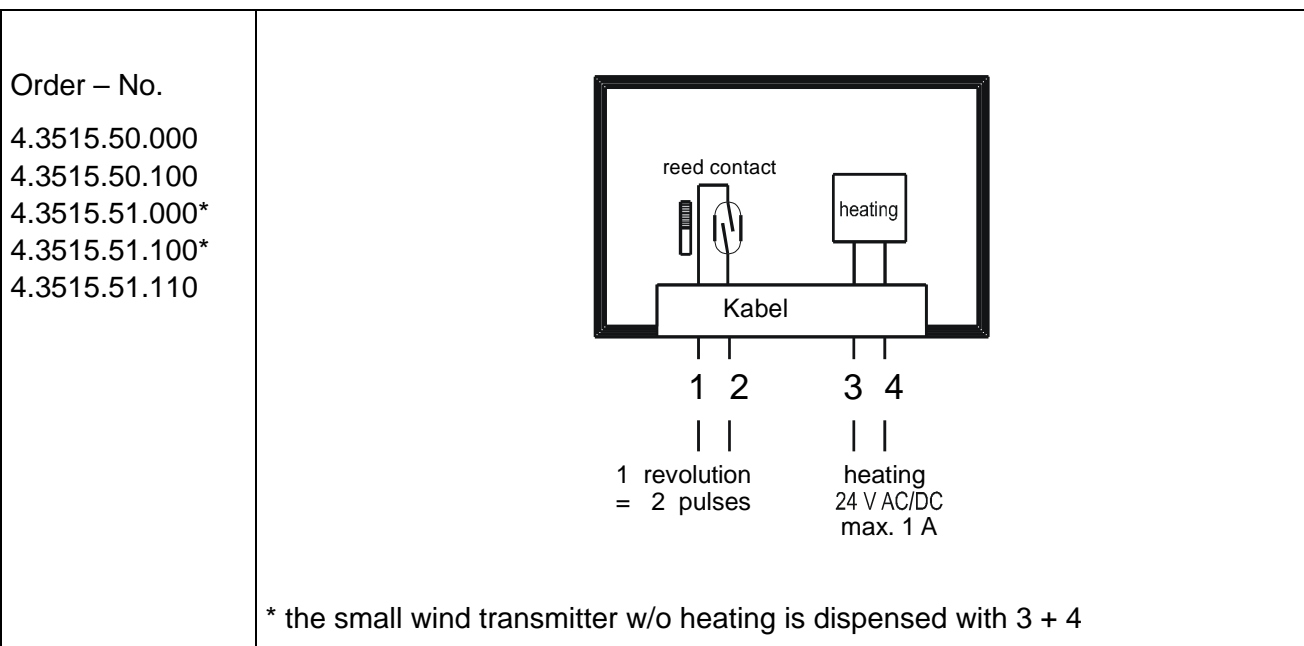 Order – No.
4.3515.50.000
4.3515.50.100
4.3515.51.000*
4.3515.51.100*
4.3515.51.110
reed contact
heating
Kabel
1 2 3 4
1 revolution
= 2 pulses
heating
24 V AC/DC
max. 1 A
* the small wind transmitter w/o heating is dispensed with 3 + 4